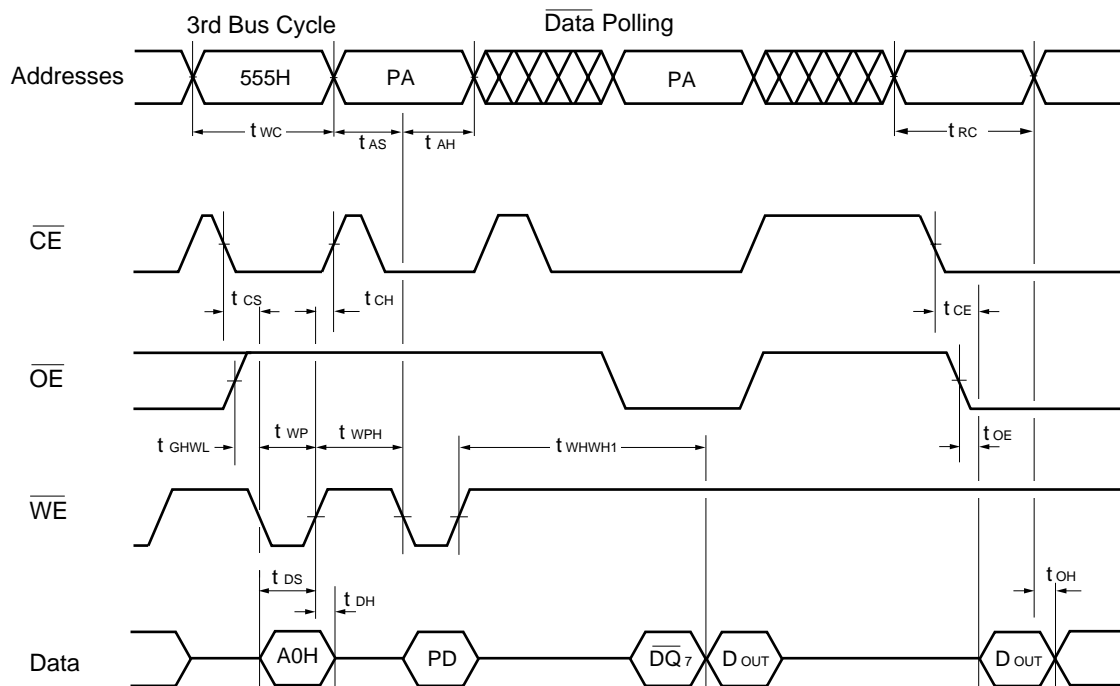 3rd Bus Cycle
Data Polling
Addresses
555H
PA
PA
t WC
t AS
t AH
t RC
CE
t CS
t CH
t CE
OE
t GHWL
t WP
t WPH
t WHWH1
t OE
WE
t DS
t DH
t OH
Data
A0H
PD
DQ 7
D OUT
D OUT